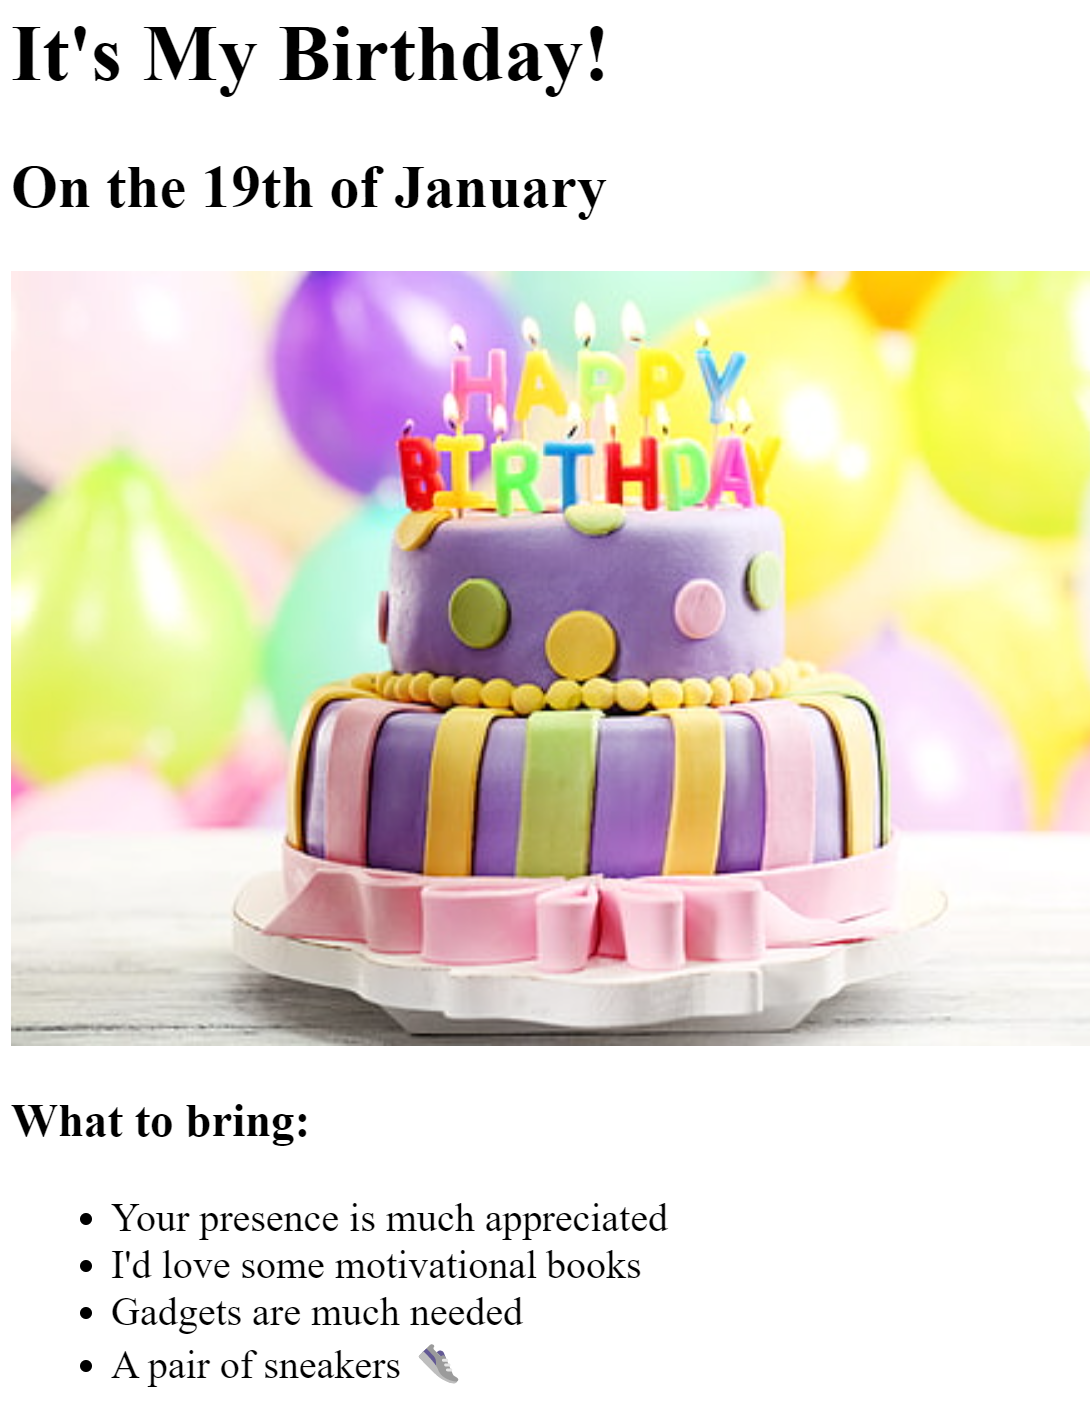 It's My Birthday!
On the 19th of January
HAPPY
BIRTHDAY
What to bring:
Your presence is much appreciated
I'd love some motivational books
Gadgets are much needed
A pair of sneakers 👟